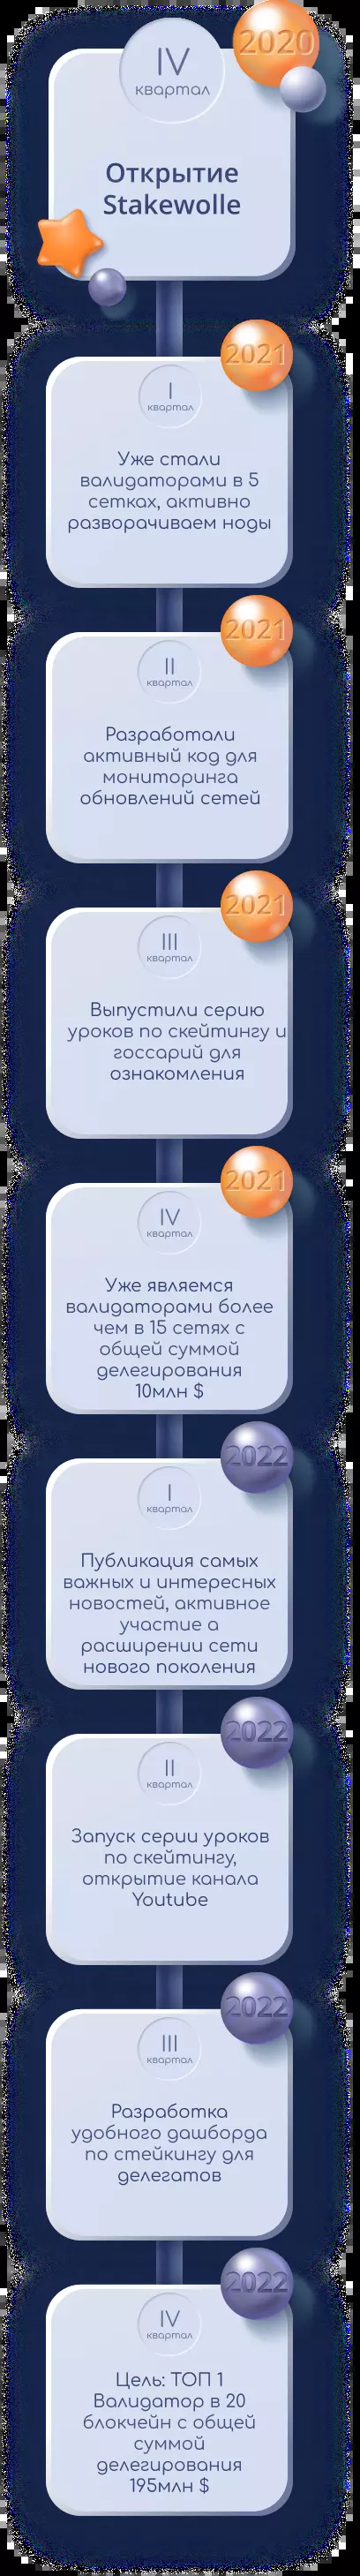 2020
IV
квартал
Открытие
Stakewolle
2021
I
квартал
Уже стали
валидаторами в 5
сетках, активно
разворачиваем ноды
2021
II
квартал
Разработали
активный код для
мониторинга
обновлений сетей
2021
III
квартал
Выпустили серию
уроков по скейтингу и
госсарий для
ознакомления
2021
IV
квартал
Уже являемся
валидаторами более
чем в 15 сетях с
общей суммой
делегирования
10млн $
2022
I
квартал
Публикация самых
важных и интересных
новостей, активное
участие а
расширении сети
нового поколения
2022
II
квартал
Запуск серии уроков
по скейтингу,
открытие канала
Youtube
2022
III
квартал
Разработка
удобного дашборда
по стейкингу для
делегатов
2022
IV
квартал
Цель: ТОП 1
Валидатор в 20
блокчейн с общей
суммой
делегирования
195млн $